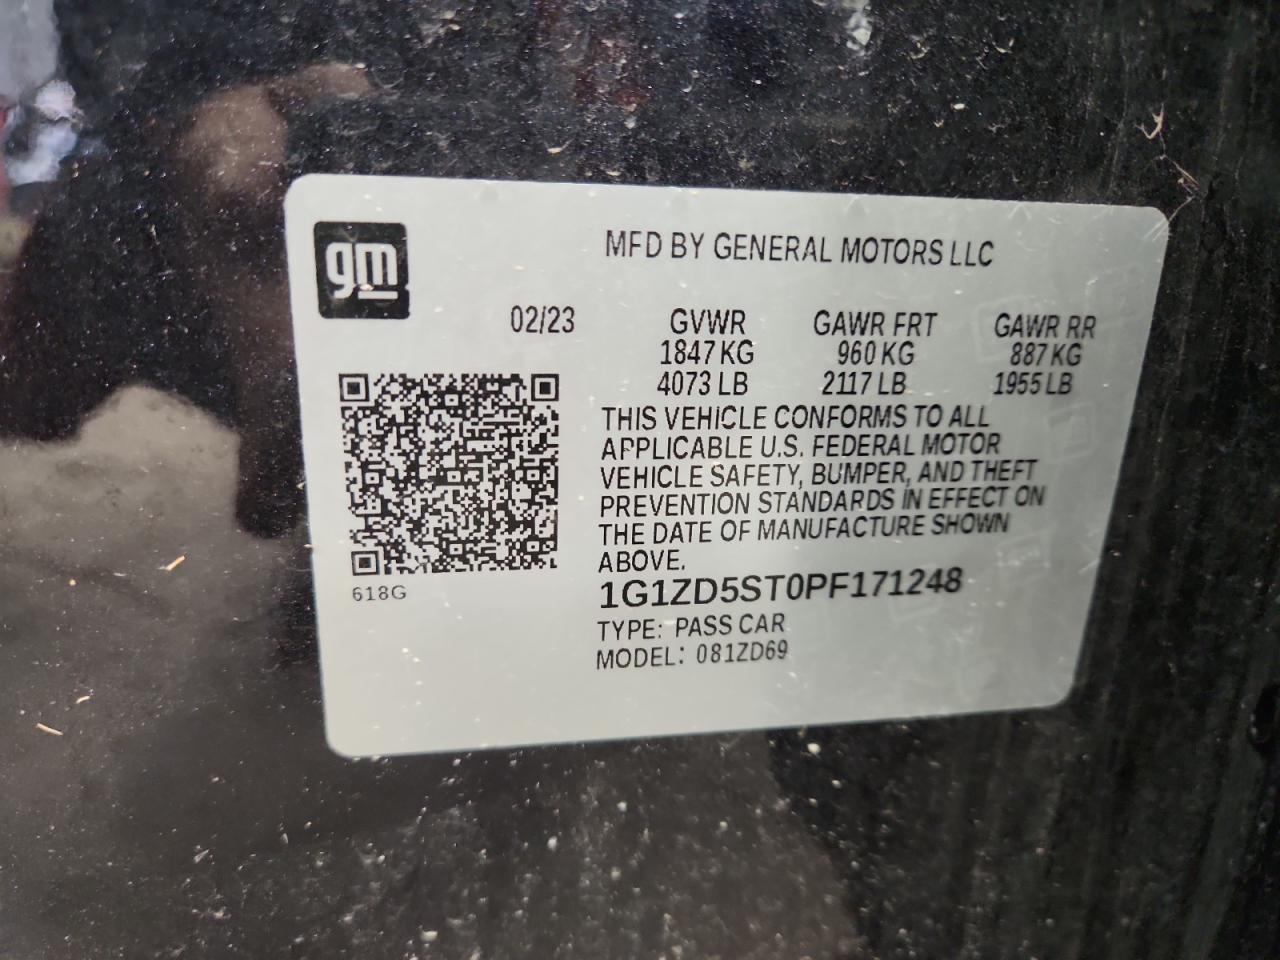 gm
MFD BY GENERAL MOTORS LLC
02/23
GVWR GAWR FRT GAWR RR
1847 KG 960 KG 887 KG
4073 LB 2117 LB 1955 LB
THIS VEHICLE CONFORMS TO ALL
APPLICABLE U.S. FEDERAL MOTOR
VEHICLE SAFETY, BUMPER, AND THEFT
PREVENTION STANDARDS IN EFFECT ON
THE DATE OF MANUFACTURE SHOWN
ABOVE.
618G
1G1ZD5ST0PF171248
TYPE: PASS CAR
MODEL: 081ZD69